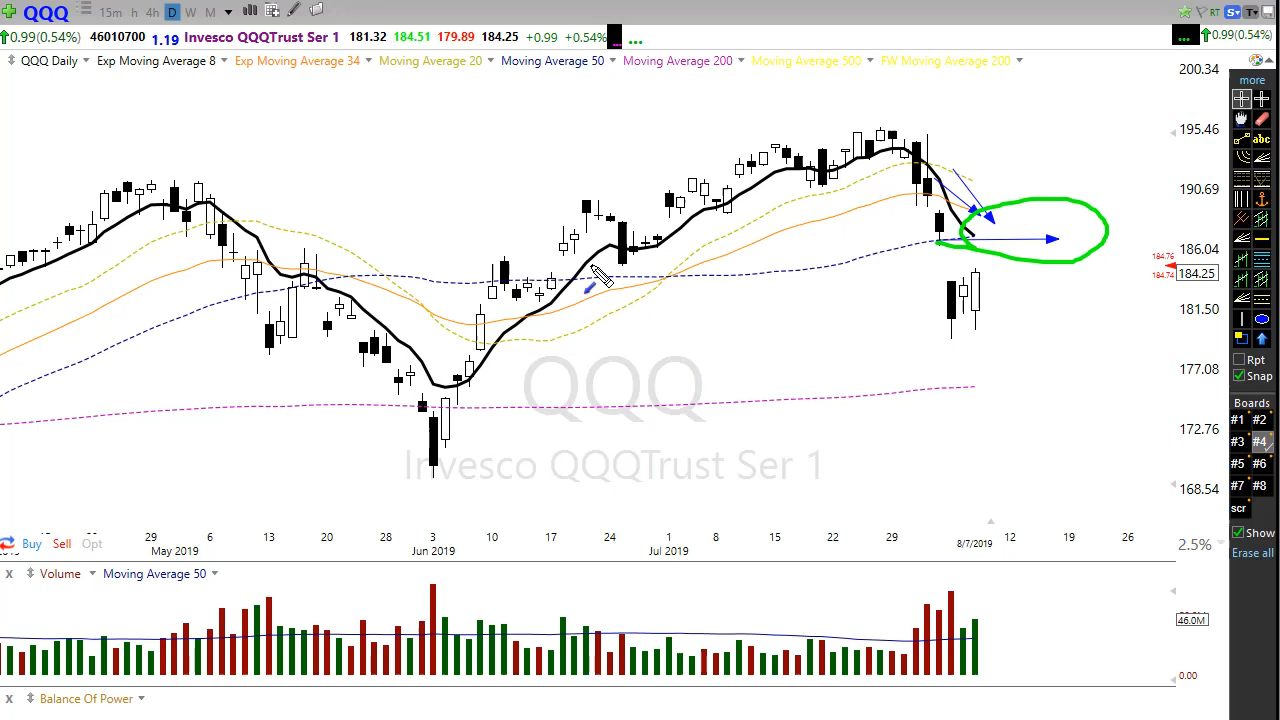 QQQ 15m h 4h D W M RT S T
0.99(0.54%) 46010700 1.19 Invesco QQQTrust Ser 1 181.32 184.51 179.89 184.25 +0.99 +0.54% ... ... 0.99(0.54%)
QQQ Daily Exp Moving Average 8 Exp Moving Average 34 Moving Average 20 Moving Average 50 Moving Average 200 Moving Average 500 FW Moving Average 200
200.34
more
abc
195.46
190.69
186.04
184.76
184.25
184.74
181.50
177.08
172.76
168.54
QQQ
Invesco QQQTrust Ser 1
Rpt
Snap
Boards
#1 #2
#3 #4
#5 #6
#7 #8
scr
Show
Erase all
29 6 13 20 28 3 10 17 24 1 8 15 22 29 12 19 26
May 2019 Jun 2019 Jul 2019 8/7/2019
Buy Sell Opt 2.5%
X Volume Moving Average 50
46.0M
0.00
X Balance Of Power